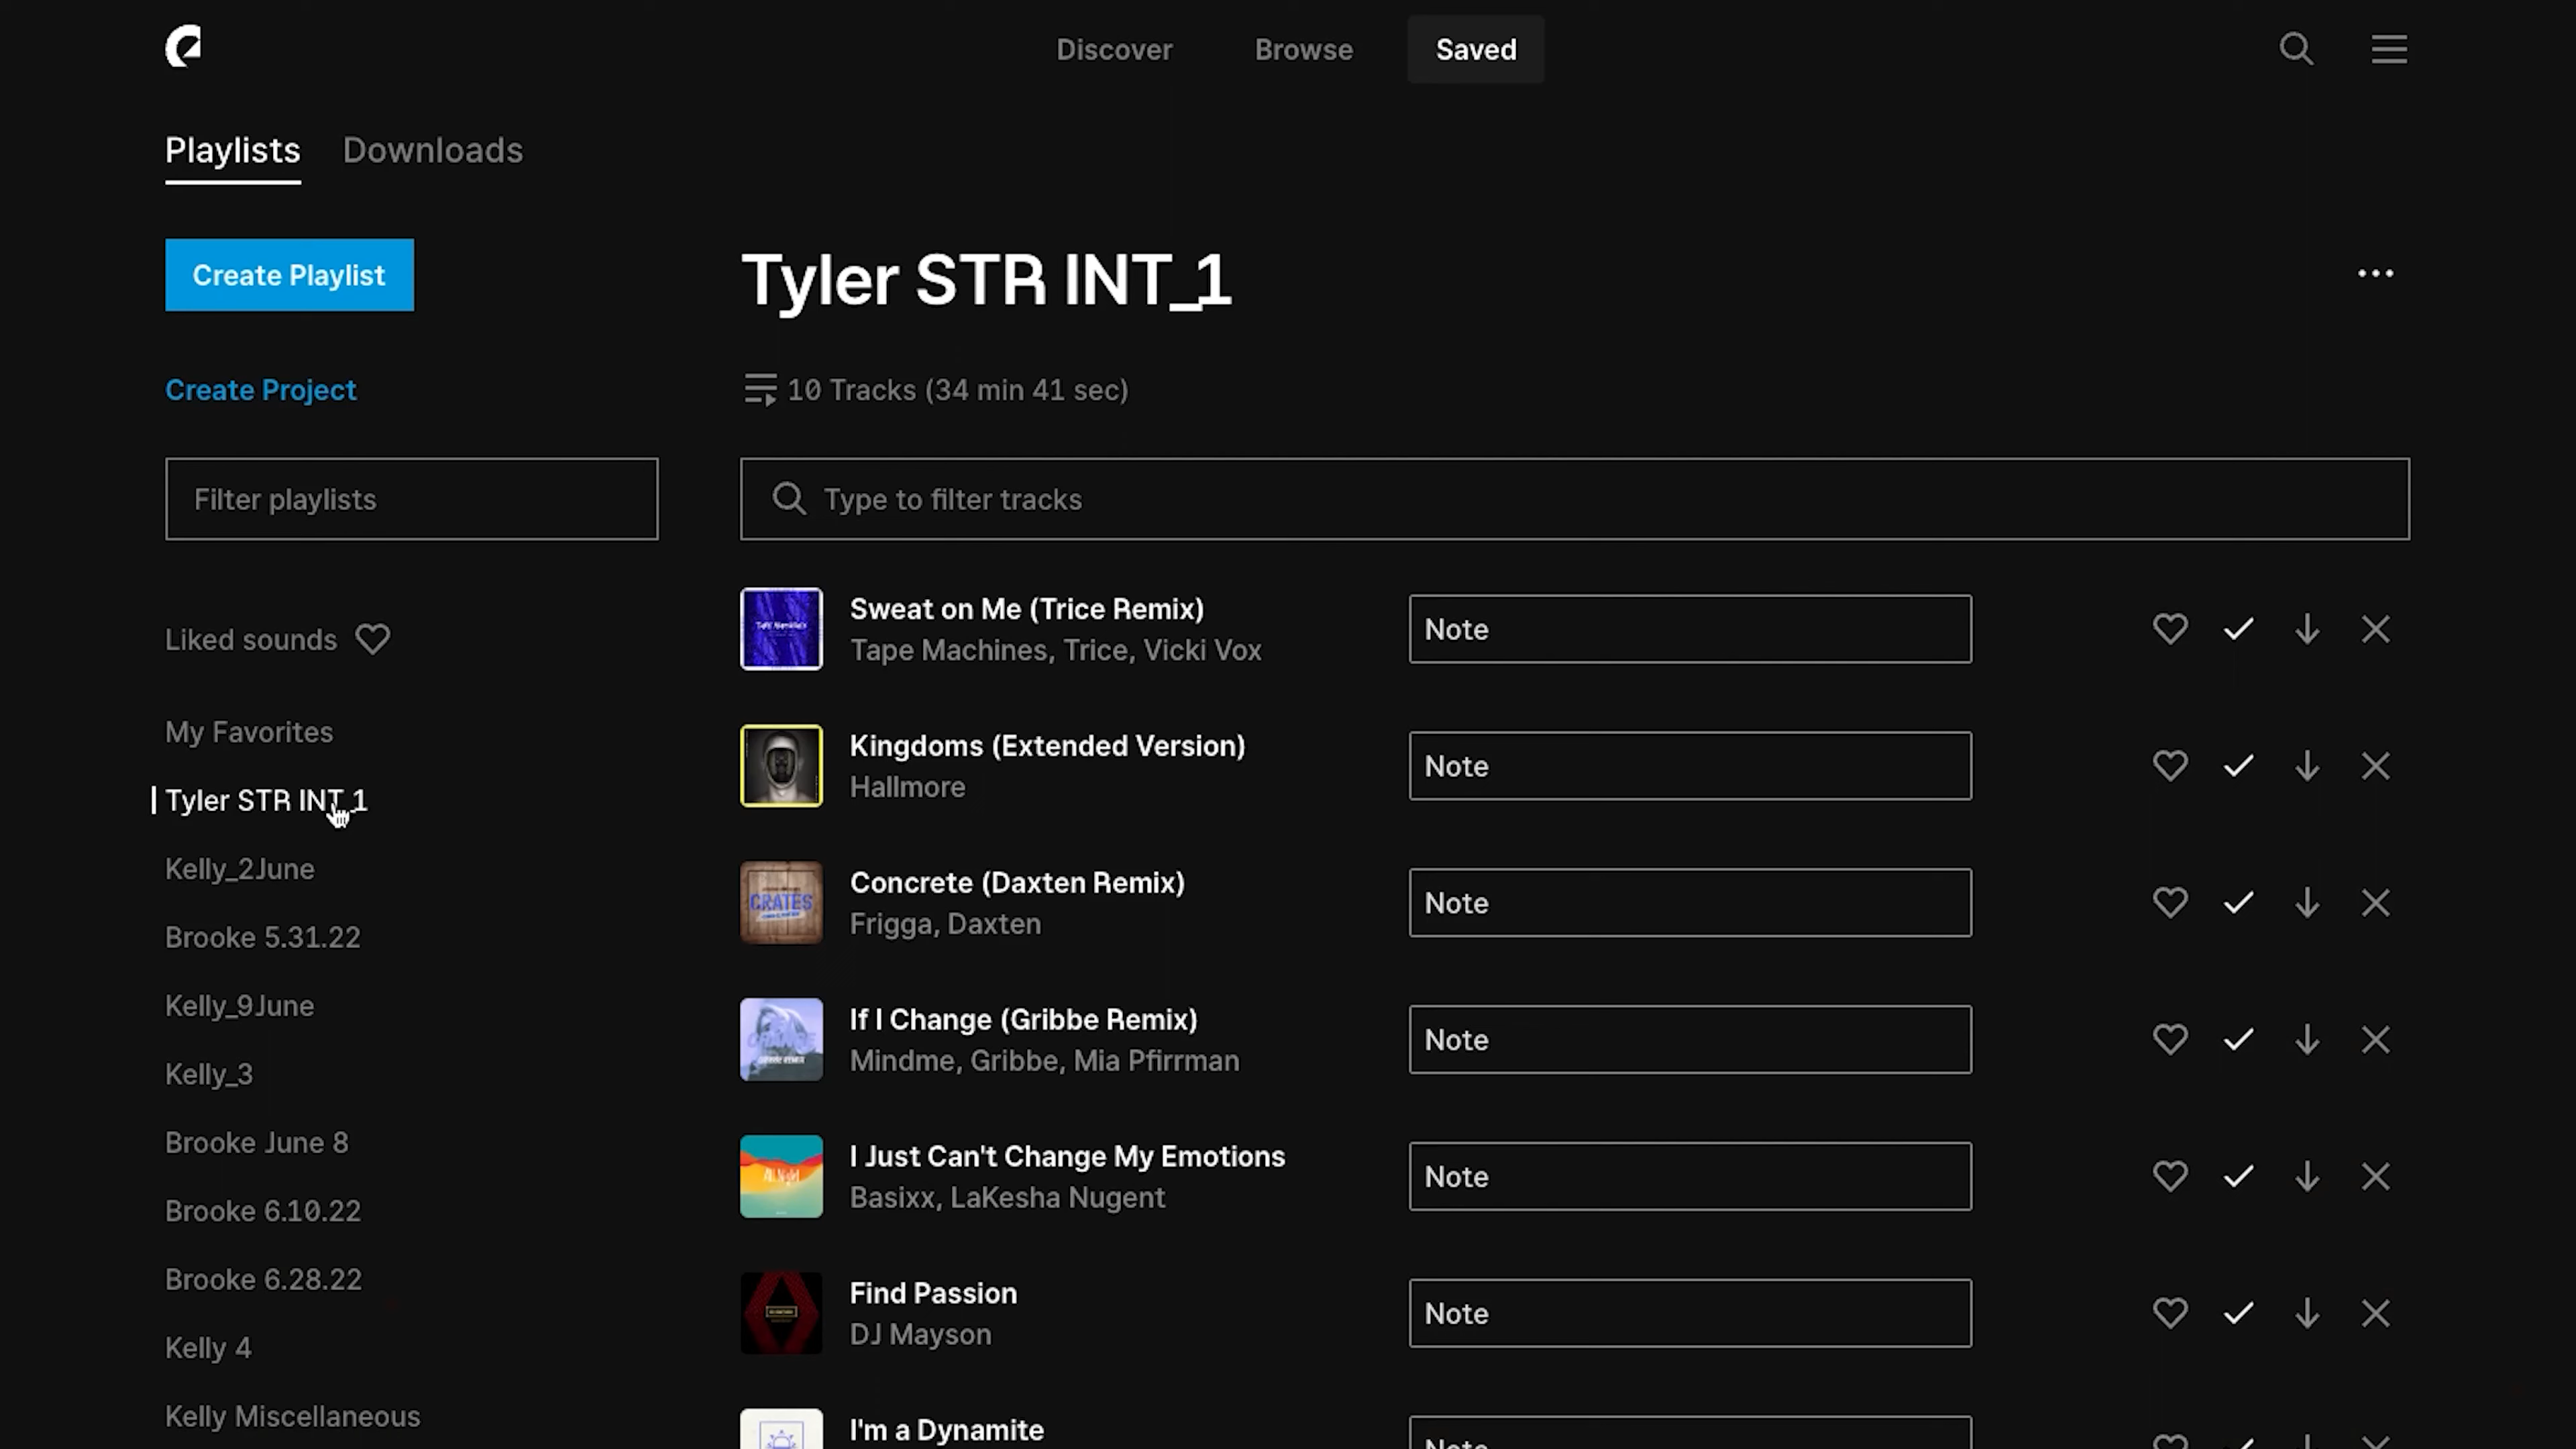 Discover
Browse
Saved
Playlists
Downloads
Create Playlist
Create Project
Filter playlists
Liked sounds
My Favorites
Tyler STR INT_1
Kelly_2June
Brooke 5.31.22
Kelly_9June
Kelly_3
Brooke June 8
Brooke 6.10.22
Brooke 6.28.22
Kelly 4
Kelly Miscellaneous
Tyler STR INT_1
10 Tracks (34 min 41 sec)
Type to filter tracks
Sweat on Me (Trice Remix)
Tape Machines, Trice, Vicki Vox
Note
Kingdoms (Extended Version)
Hallmore
Note
CRATES
Concrete (Daxten Remix)
Frigga, Daxten
Note
If I Change (Gribbe Remix)
Mindme, Gribbe, Mia Pfirrman
Note
All Night
I Just Can't Change My Emotions
Basixx, LaKesha Nugent
Note
Find Passion
DJ Mayson
Note
I'm a Dynamite
Note